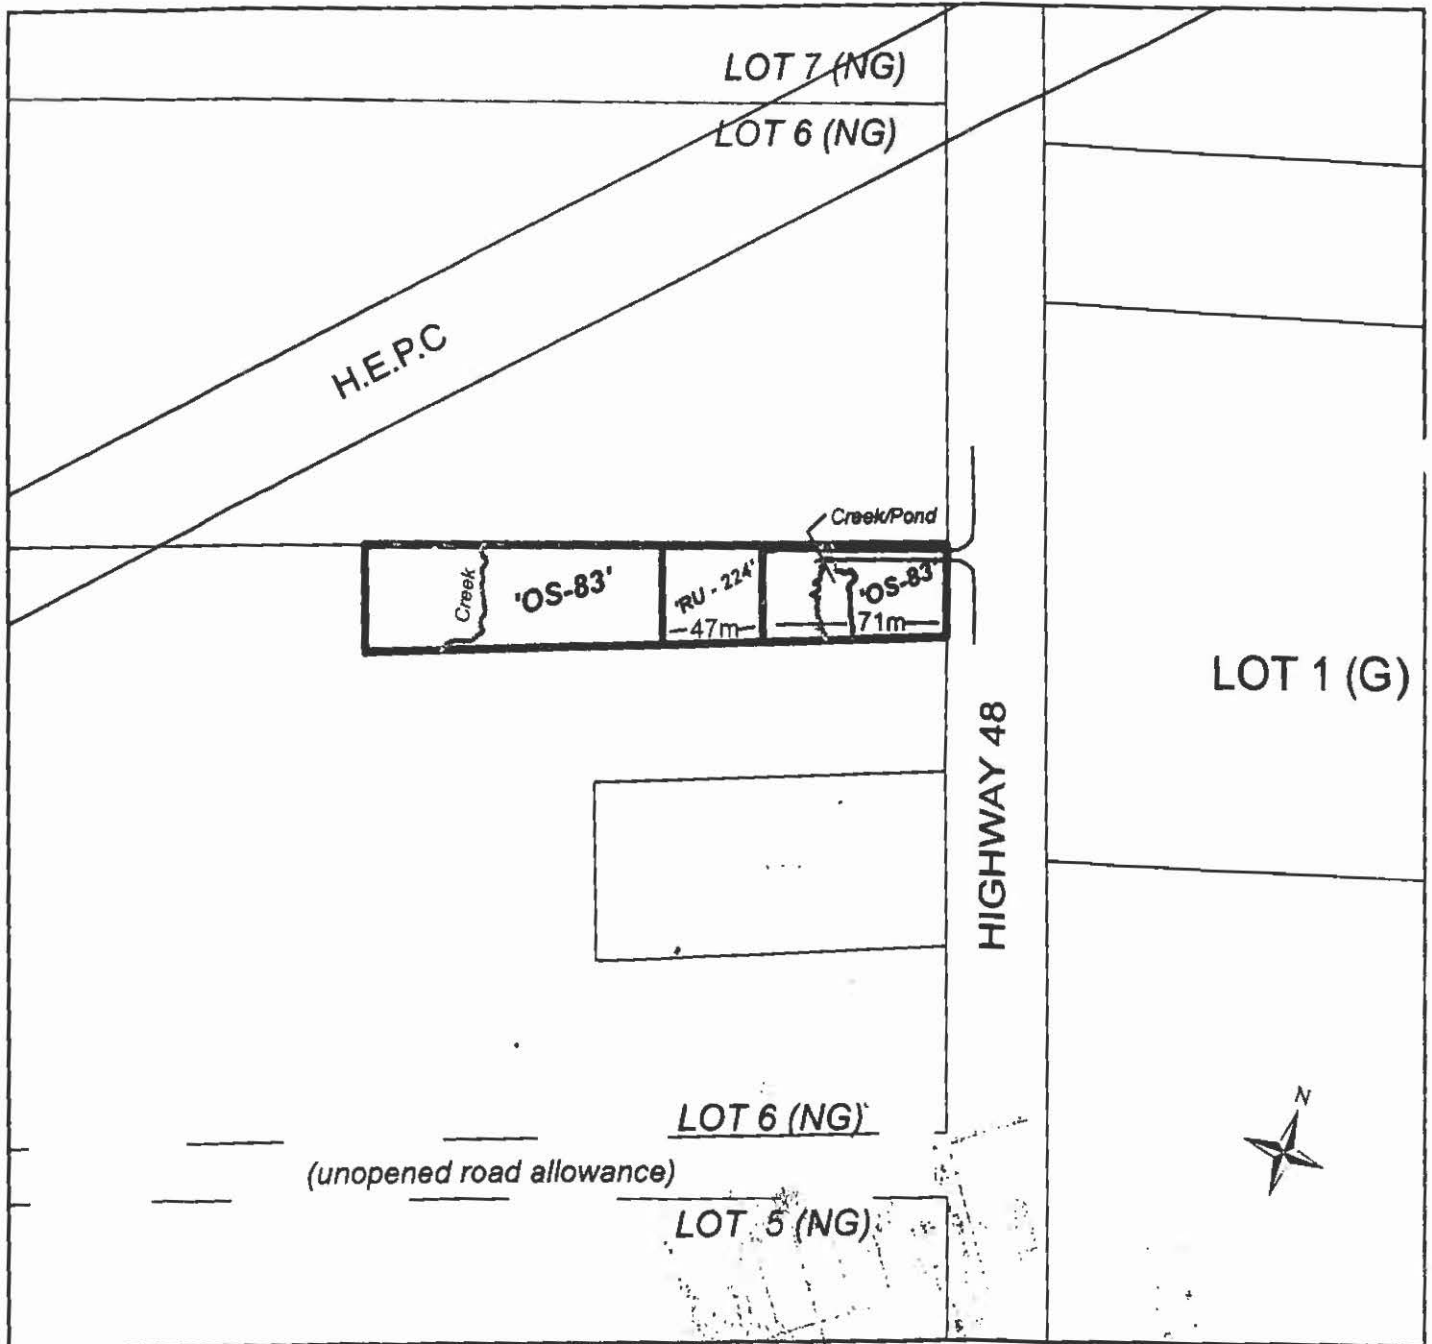 LOT 7 (NG)
LOT 6 (NG)
H.E.P.C
Creek/Pond
Creek
'OS-83'
'RU - 224'
47m
'OS-83'
71m
LOT 1 (G)
HIGHWAY 48
N
LOT 6 (NG)
(unopened road allowance)
LOT 5 (NG)